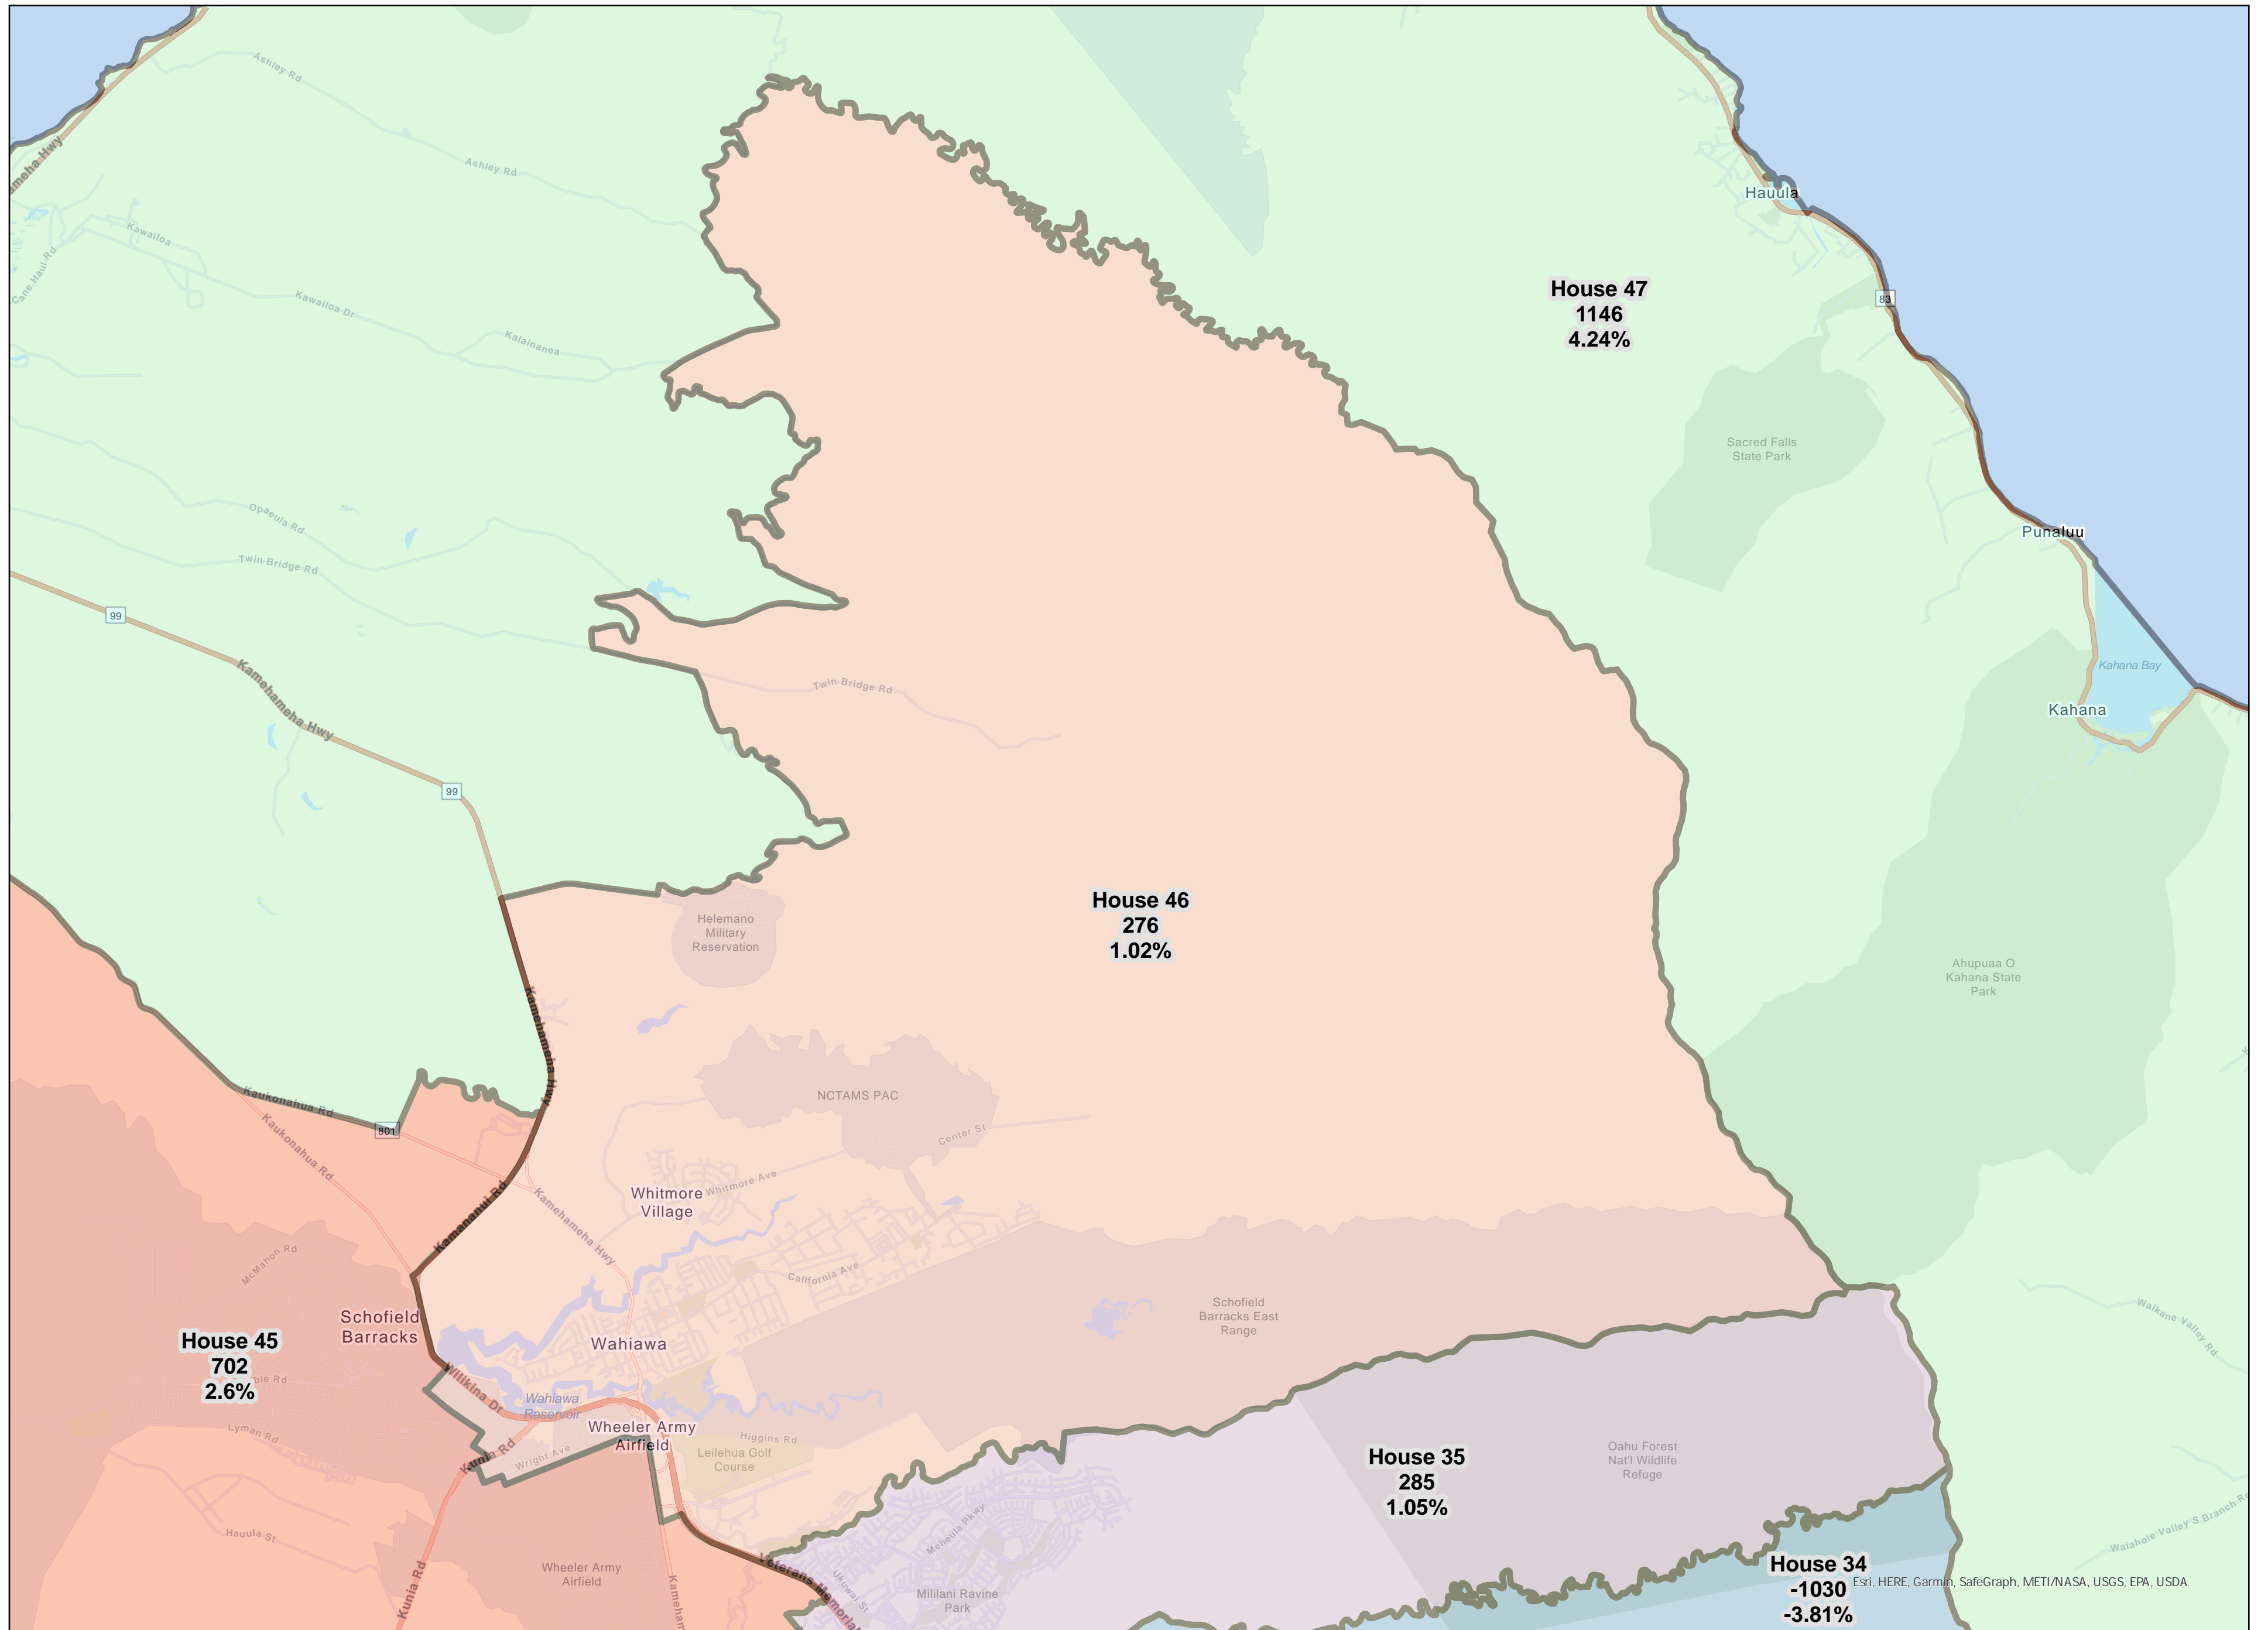 Ashley Rd
Ashley Rd
Kawailoa
Cane Haul Rd
Kawailoa Dr
Kalainanea
Hauula
House 47
1146
4.24%
83
Sacred Falls
State Park
Opaeula Rd
Twin Bridge Rd
Punaluu
99
Kamehameha Hwy
Twin Bridge Rd
Kahana Bay
Kahana
99
House 46
276
1.02%
Helemano
Military
Reservation
Ahupuaa O
Kahana State
Park
Kamehameha Hwy
NCTAMS PAC
Center St
Kaukonahua Rd
801
Kaukonahua Rd
Whitmore
Village
Whitmore Ave
Kamananui Rd
Kamehameha Hwy
McMahon Rd
California Ave
Schofield
Barracks
House 45
702
2.6%
Wahiawa
Schofield
Barracks East
Range
Waikane Valley Rd
Wilikina Dr
Wahiawa
Reservoir
Lyman Rd
Kunia Rd
Wright Ave
Wheeler Army
Airfield
Higgins Rd
Leilehua Golf
Course
House 35
285
1.05%
Oahu Forest
Nat'l Wildlife
Refuge
Hauula St
Kunia Rd
Wheeler Army
Airfield
Meheula Pkwy
Ukuwai St
Mililani Ravine
Park
House 34
-1030
-3.81%
Esri, HERE, Garmin, SafeGraph, METI/NASA, USGS, EPA, USDA